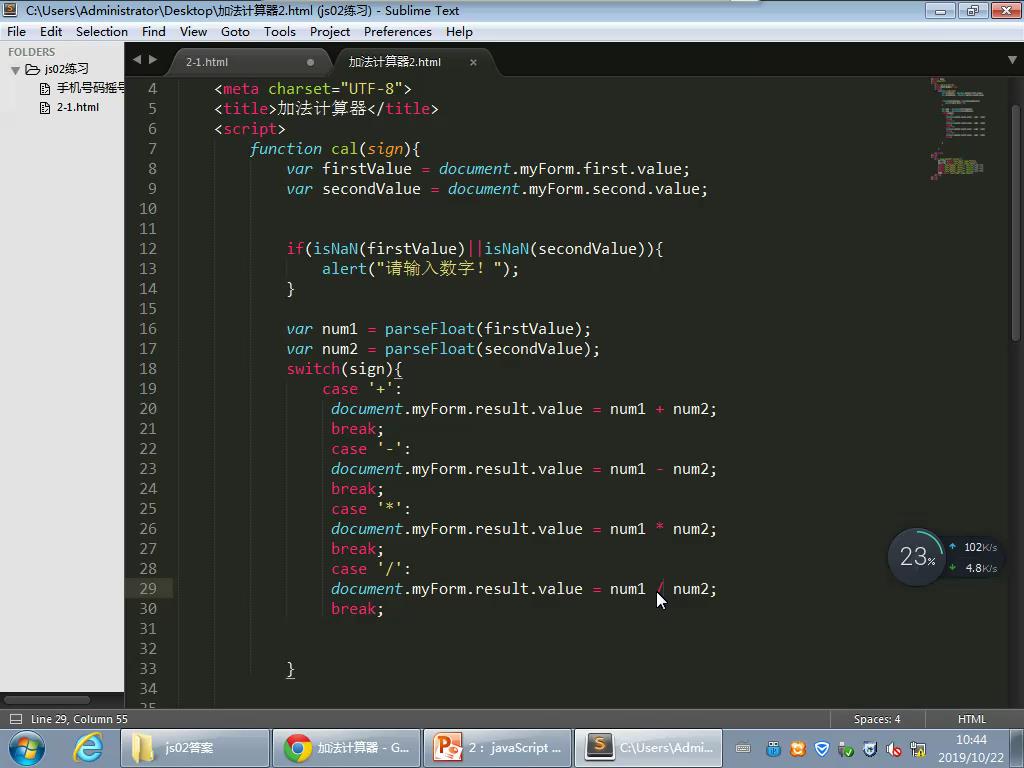 C:\Users\Administrator\Desktop\加法计算器2.html (js02练习) - Sublime Text
File Edit Selection Find View Goto Tools Project Preferences Help
FOLDERS
js02练习
手机号码摇号
2-1.html
2-1.html
加法计算器2.html
4 <meta charset="UTF-8">
5 <title>加法计算器</title>
6 <script>
7 function cal(sign){
8 var firstValue = document.myForm.first.value;
9 var secondValue = document.myForm.second.value;
10
11
12 if(isNaN(firstValue)||isNaN(secondValue)){
13 alert("请输入数字！");
14 }
15
16 var num1 = parseFloat(firstValue);
17 var num2 = parseFloat(secondValue);
18 switch(sign){
19 case '+':
20 document.myForm.result.value = num1 + num2;
21 break;
22 case '-':
23 document.myForm.result.value = num1 - num2;
24 break;
25 case '*':
26 document.myForm.result.value = num1 * num2;
27 break;
28 case '/':
29 document.myForm.result.value = num1 / num2;
30 break;
31
32
33 }
34
35
23%
102K/s
4.8K/s
Line 29, Column 55
Spaces: 4
HTML
js02答案
加法计算器 - G...
2： javaScript ...
C:\Users\Admi...
10:44
2019/10/22